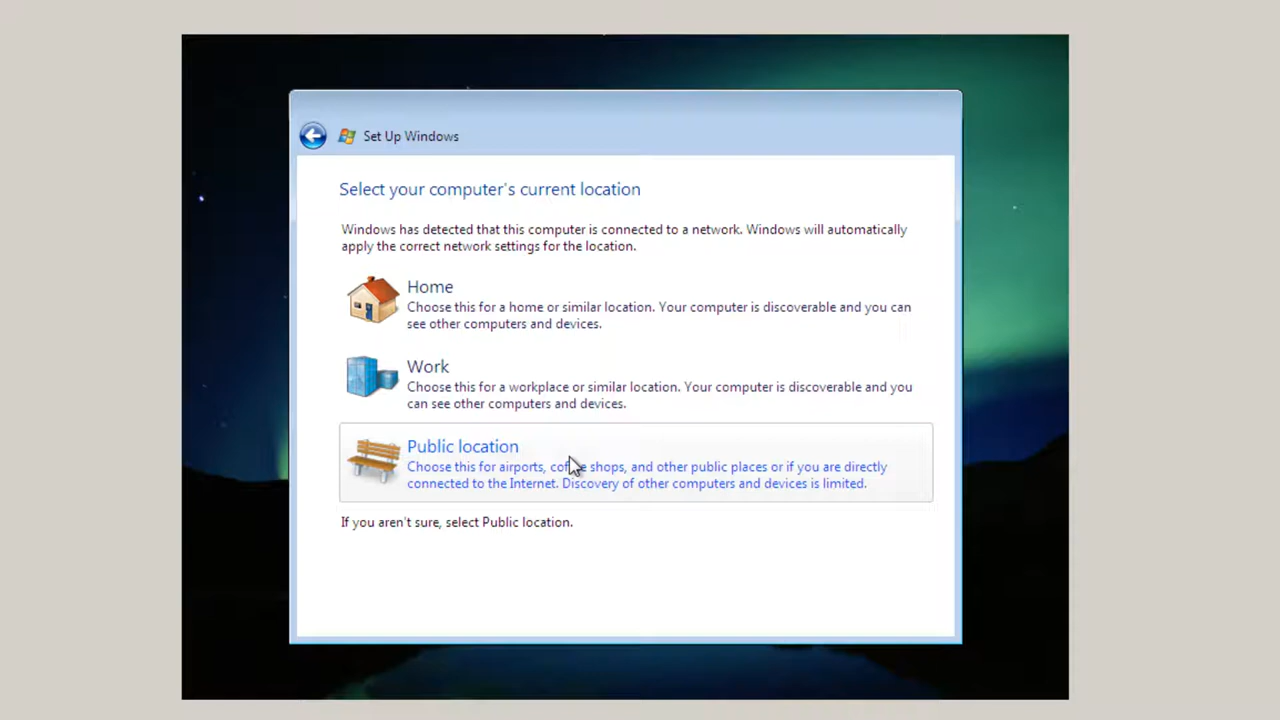 Set Up Windows
Select your computer's current location
Windows has detected that this computer is connected to a network. Windows will automatically
apply the correct network settings for the location.
Home
Choose this for a home or similar location. Your computer is discoverable and you can
see other computers and devices.
Work
Choose this for a workplace or similar location. Your computer is discoverable and you
can see other computers and devices.
Public location
Choose this for airports, coffee shops, and other public places or if you are directly
connected to the Internet. Discovery of other computers and devices is limited.
If you aren't sure, select Public location.